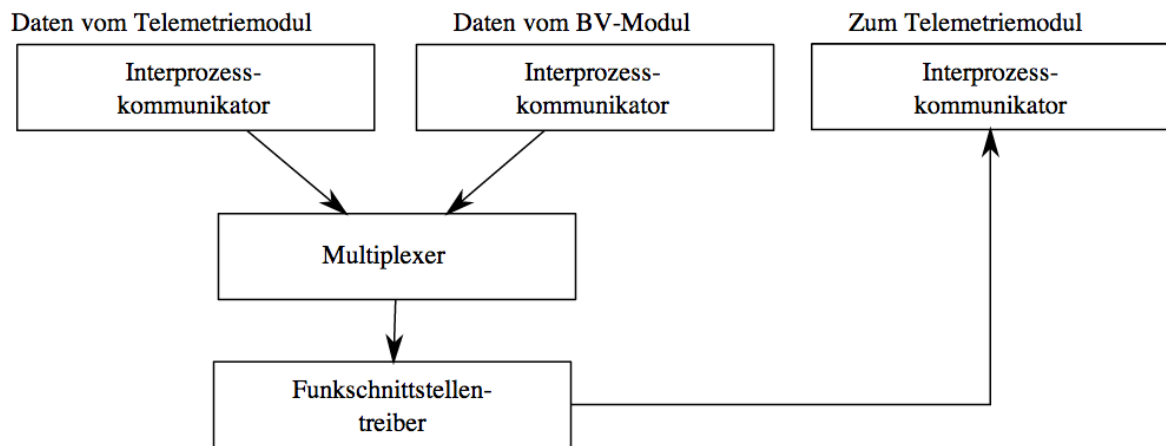 Daten vom Telemetriemodul
Daten vom BV-Modul
Zum Telemetriemodul
Interprozess-
kommunikator
Interprozess-
kommunikator
Interprozess-
kommunikator
Multiplexer
Funkschnittstellen-
treiber